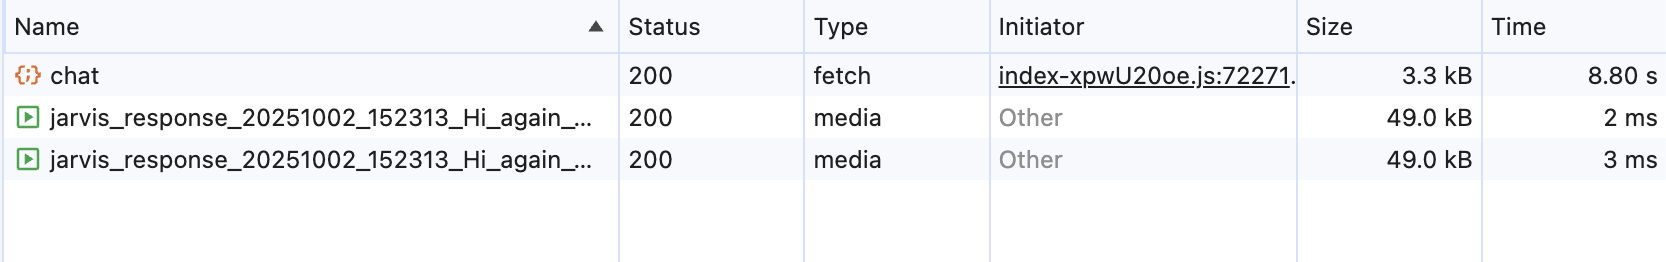 Name Status Type Initiator Size Time
chat 200 fetch index-xpwU20oe.js:72271. 3.3 kB 8.80 s
jarvis_response_20251002_152313_Hi_again_... 200 media Other 49.0 kB 2 ms
jarvis_response_20251002_152313_Hi_again_... 200 media Other 49.0 kB 3 ms